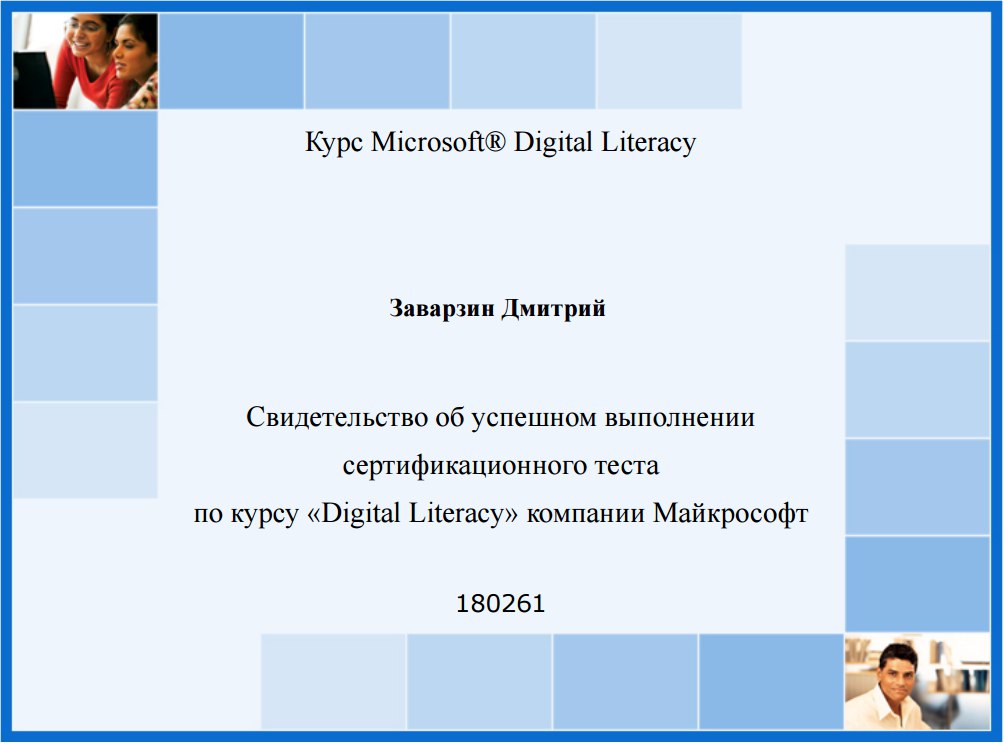 Курс Microsoft® Digital Literacy
Заварзин Дмитрий
Свидетельство об успешном выполнении
сертификационного теста
по курсу «Digital Literacy» компании Майкрософт
180261